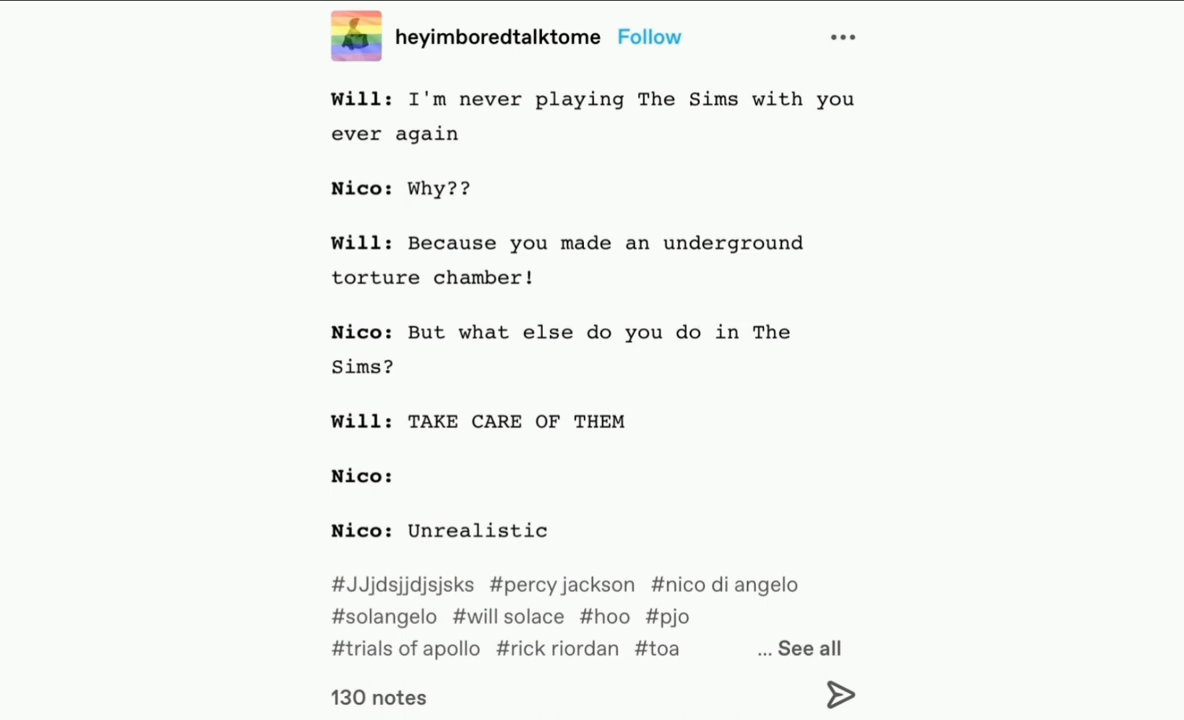 heyimboredtalktome Follow
Will: I'm never playing The Sims with you
ever again
Nico: Why??
Will: Because you made an underground
torture chamber!
Nico: But what else do you do in The
Sims?
Will: TAKE CARE OF THEM
Nico:
Nico: Unrealistic
#JJjdsjjdjsjsks #percy jackson #nico di angelo
#solangelo #will solace #hoo #pjo
#trials of apollo #rick riordan #toa ... See all
130 notes